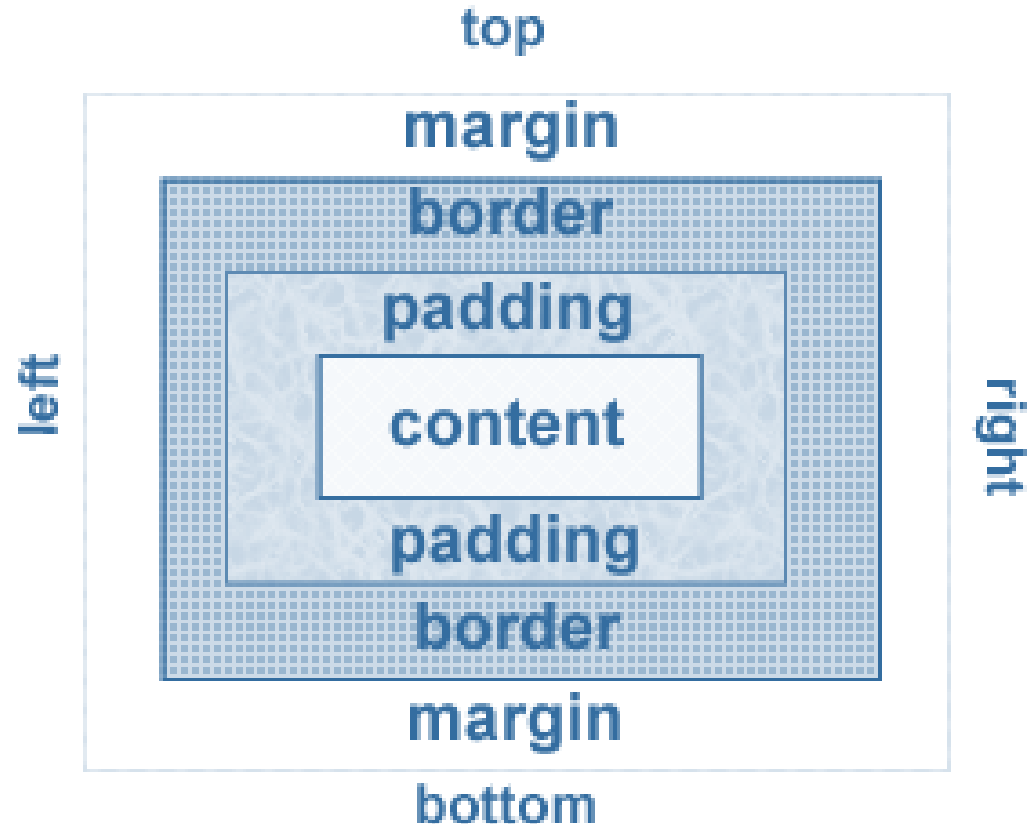 top
margin
border
padding
left
content
right
padding
border
margin
bottom